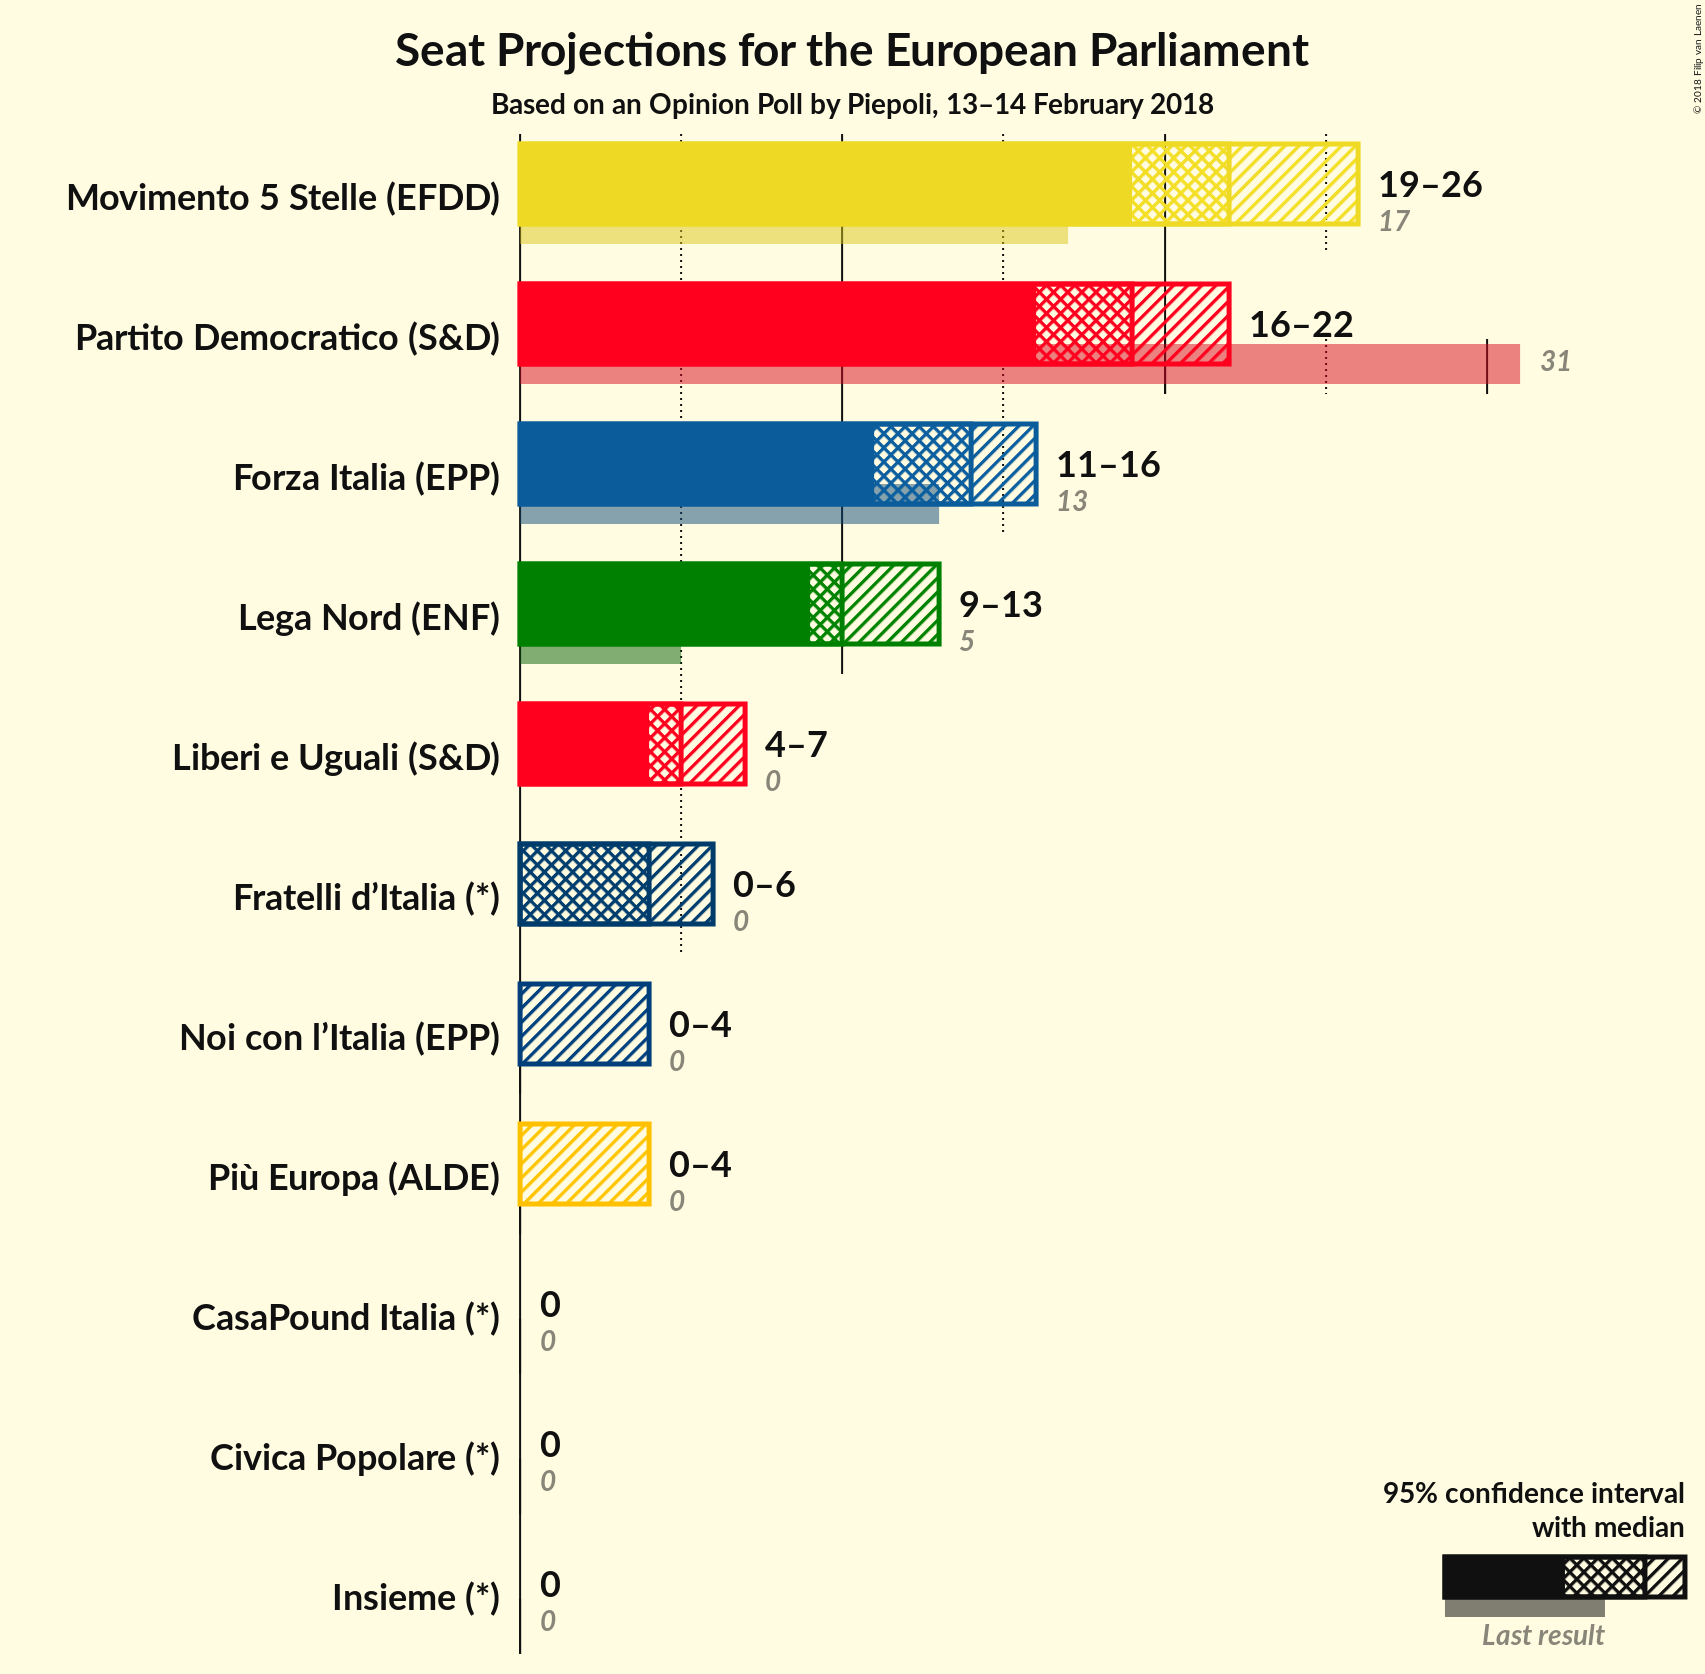 Seat Projections for the European Parliament
Based on an Opinion Poll by Piepoli, 13–14 February 2018
© 2018 Filip van Laenen
Movimento 5 Stelle (EFDD)
19–26
17
Partito Democratico (S&D)
16–22
31
Forza Italia (EPP)
11–16
13
Lega Nord (ENF)
9–13
5
Liberi e Uguali (S&D)
4–7
0
Fratelli d’Italia (*)
0–6
0
Noi con l’Italia (EPP)
0–4
0
Più Europa (ALDE)
0–4
0
CasaPound Italia (*)
0
0
Civica Popolare (*)
0
0
Insieme (*)
0
0
95% confidence interval
with median
Last result